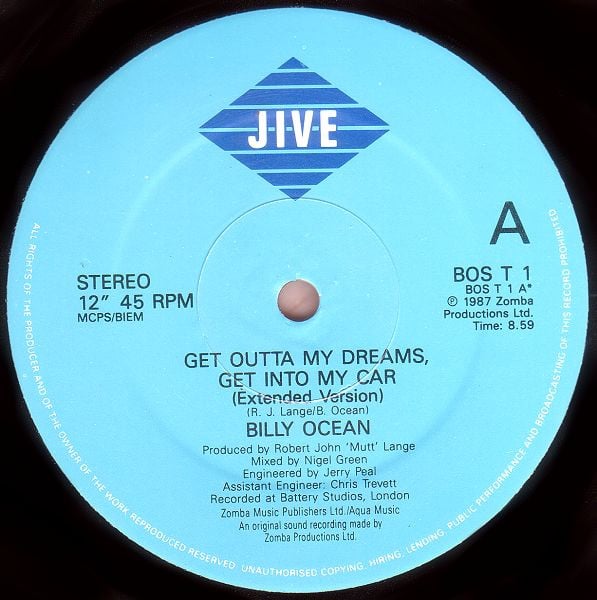 JIVE
A
STEREO
12" 45 RPM
MCPS/BIEM
BOS T 1
BOS T 1 A*
℗ 1987 Zomba
Productions Ltd.
Time: 8.59
GET OUTTA MY DREAMS,
GET INTO MY CAR
(Extended Version)
(R. J. Lange/B. Ocean)
BILLY OCEAN
Produced by Robert John 'Mutt' Lange
Mixed by Nigel Green
Engineered by Jerry Peal
Assistant Engineer: Chris Trevett
Recorded at Battery Studios, London
Zomba Music Publishers Ltd./Aqua Music
An original sound recording made by
Zomba Productions Ltd.
ALL RIGHTS OF THE PRODUCER AND OF THE OWNER OF THE WORK REPRODUCED RESERVED. UNAUTHORISED COPYING, HIRING, LENDING, PUBLIC PERFORMANCE AND BROADCASTING OF THIS RECORD PROHIBITED